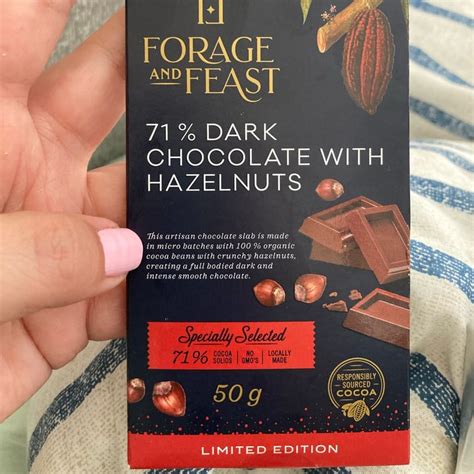 FORAGE
AND FEAST
71 % DARK
CHOCOLATE WITH
HAZELNUTS
This artisan chocolate slab is made
in micro batches with 100 % organic
cocoa beans with crunchy hazelnuts,
creating a full bodied dark and
intense smooth chocolate.
Specially Selected
71% COCOA SOLIDS | NO GMO'S | LOCALLY MADE
50 g
RESPONSIBLY
SOURCED
COCOA
LIMITED EDITION